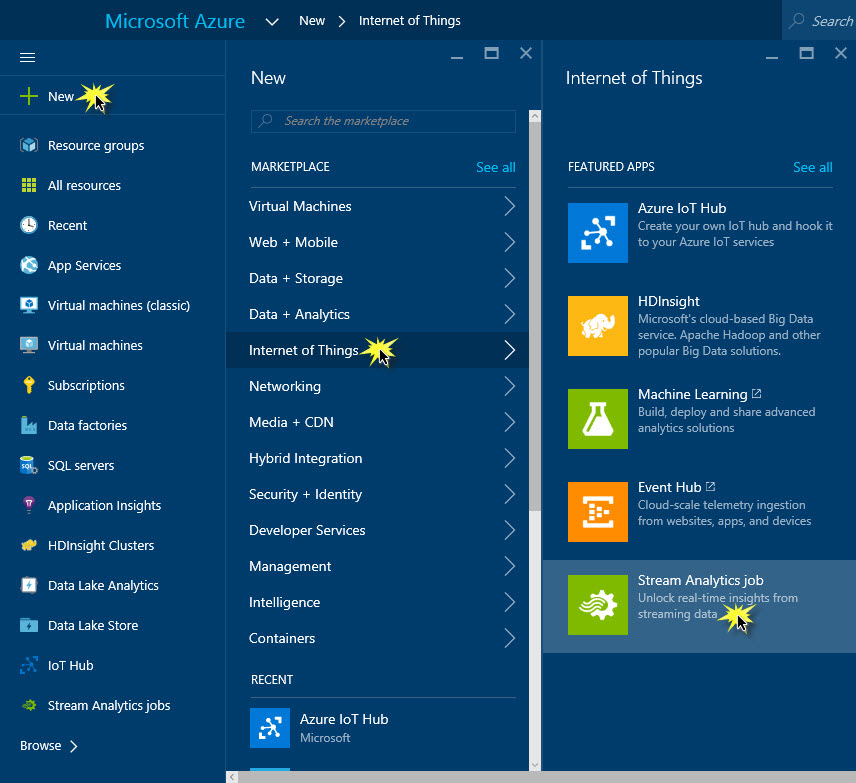 Microsoft Azure
New
Internet of Things
Search
New
Resource groups
All resources
Recent
App Services
Virtual machines (classic)
Virtual machines
Subscriptions
Data factories
SQL servers
Application Insights
HDInsight Clusters
Data Lake Analytics
Data Lake Store
IoT Hub
Stream Analytics jobs
Browse
New
Search the marketplace
MARKETPLACE
See all
Virtual Machines
Web + Mobile
Data + Storage
Data + Analytics
Internet of Things
Networking
Media + CDN
Hybrid Integration
Security + Identity
Developer Services
Management
Intelligence
Containers
RECENT
Azure IoT Hub
Microsoft
Internet of Things
FEATURED APPS
See all
Azure IoT Hub
Create your own IoT hub and hook it
to your Azure IoT services
HDInsight
Microsoft's cloud-based Big Data
service. Apache Hadoop and other
popular Big Data solutions.
Machine Learning
Build, deploy and share advanced
analytics solutions
Event Hub
Cloud-scale telemetry ingestion
from websites, apps, and devices
Stream Analytics job
Unlock real-time insights from
streaming data